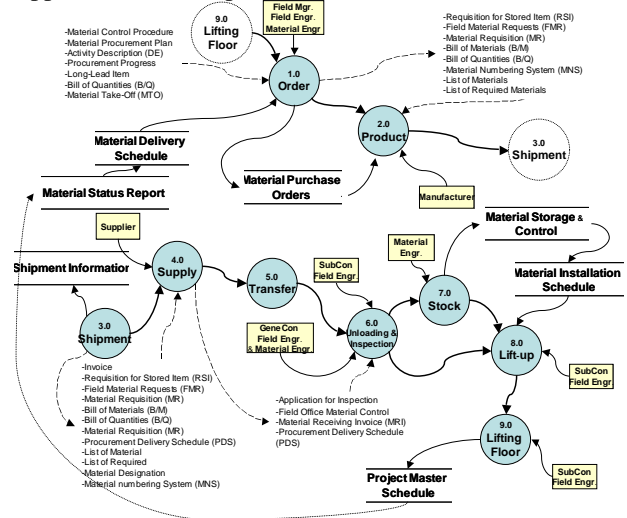 9.0
Lifting
Floor
Field Mgr.
Field Engr.
Material Engr
-Material Control Procedure
-Material Procurement Plan
-Activity Description (DE)
-Procurement Progress
-Long-Lead Item
-Bill of Quantities (B/Q)
-Material Take-Off (MTO)
1.0
Order
-Requisition for Stored Item (RSI)
-Field Material Requests (FMR)
-Material Requisition (MR)
-Bill of Materials (B/M)
-Bill of Quantities (B/Q)
-Material Numbering System (MNS)
-List of Materials
-List of Required Materials
2.0
Product
3.0
Shipment
Material Delivery
Schedule
Material Status Report
Material Purchase
Orders
Manufacturer
Supplier
4.0
Supply
Shipment Information
3.0
Shipment
5.0
Transfer
SubCon
Field Engr.
Material
Engr.
Material Storage &
Control
7.0
Stock
Material Installation
Schedule
GeneCon
Field Engr.
& Material Engr.
6.0
Unloading &
Inspection
8.0
Lift-up
SubCon
Field Engr.
-Invoice
-Requisition for Stored Item (RSI)
-Field Material Requests (FMR)
-Material Requisition (MR)
-Bill of Materials (B/M)
-Bill of Quantities (B/Q)
-Material Requisition (MR)
-Procurement Delivery Schedule (PDS)
-List of Material
-List of Required
-Material Designation
-Material numbering System (MNS)
-Application for Inspection
-Field Office Material Control
-Material Receiving Invoice (MRI)
-Procurement Delivery Schedule
(PDS)
9.0
Lifting
Floor
SubCon
Field Engr.
Project Master
Schedule